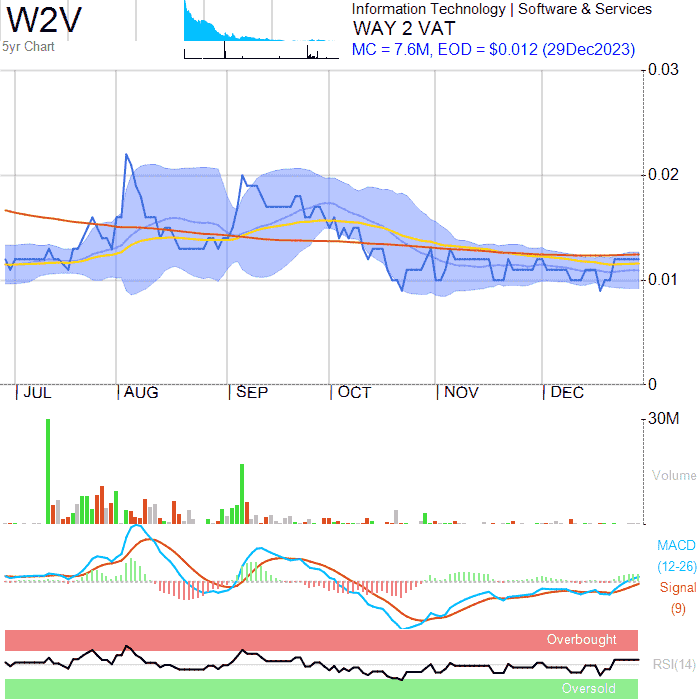 W2V
5yr Chart
Information Technology | Software & Services
WAY 2 VAT
MC = 7.6M, EOD = $0.012 (29Dec2023)
0.03
0.02
0.01
0
JUL AUG SEP OCT NOV DEC
30M
Volume
MACD
(12-26)
Signal
(9)
Overbought
RSI(14)
Oversold